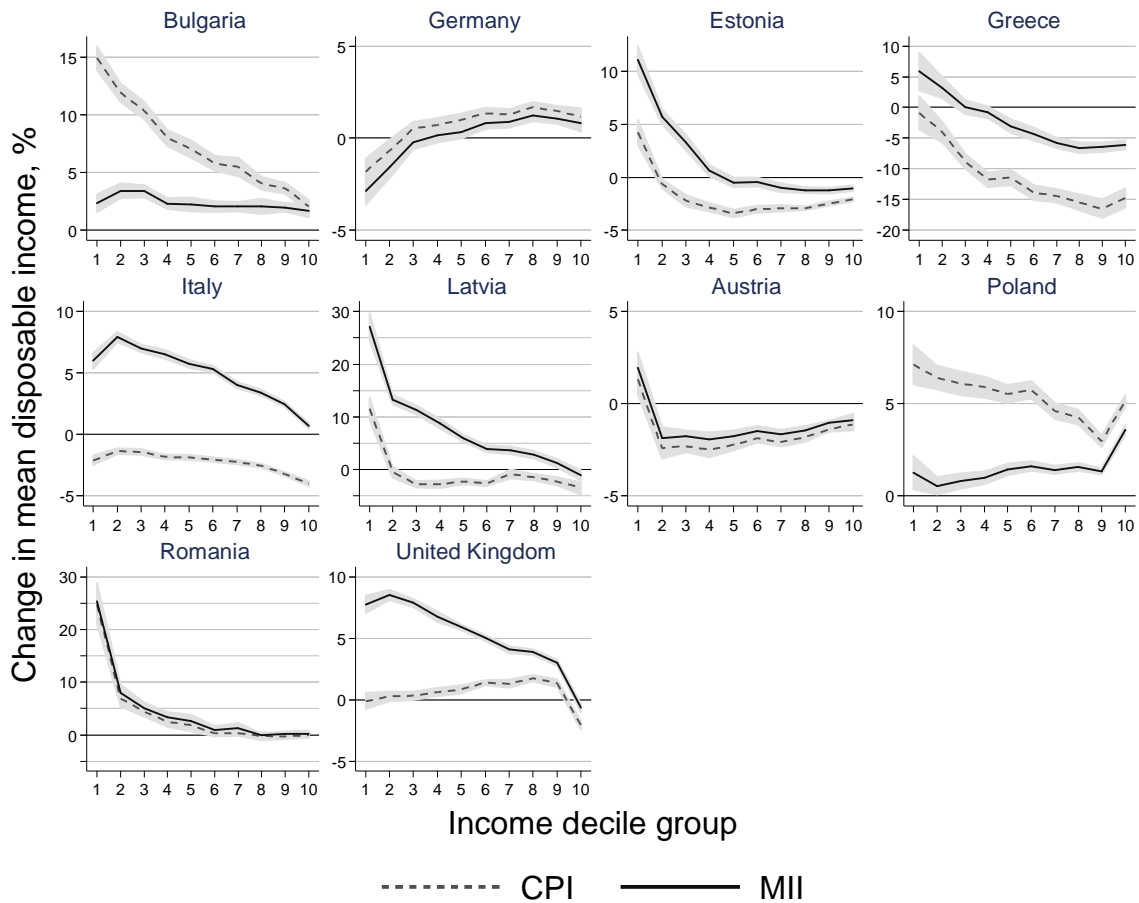 Change in mean disposable income, %
Bulgaria
15
10
5
0
1 2 3 4 5 6 7 8 9 10
Germany
5
0
-5
1 2 3 4 5 6 7 8 9 10
Estonia
10
5
0
-5
1 2 3 4 5 6 7 8 9 10
Greece
10
5
0
-5
-10
-15
-20
1 2 3 4 5 6 7 8 9 10
Italy
10
5
0
-5
1 2 3 4 5 6 7 8 9 10
Latvia
30
20
10
0
1 2 3 4 5 6 7 8 9 10
Austria
5
0
-5
1 2 3 4 5 6 7 8 9 10
Poland
10
5
0
1 2 3 4 5 6 7 8 9 10
Romania
30
20
10
0
1 2 3 4 5 6 7 8 9 10
United Kingdom
10
5
0
-5
1 2 3 4 5 6 7 8 9 10
Income decile group
CPI MII